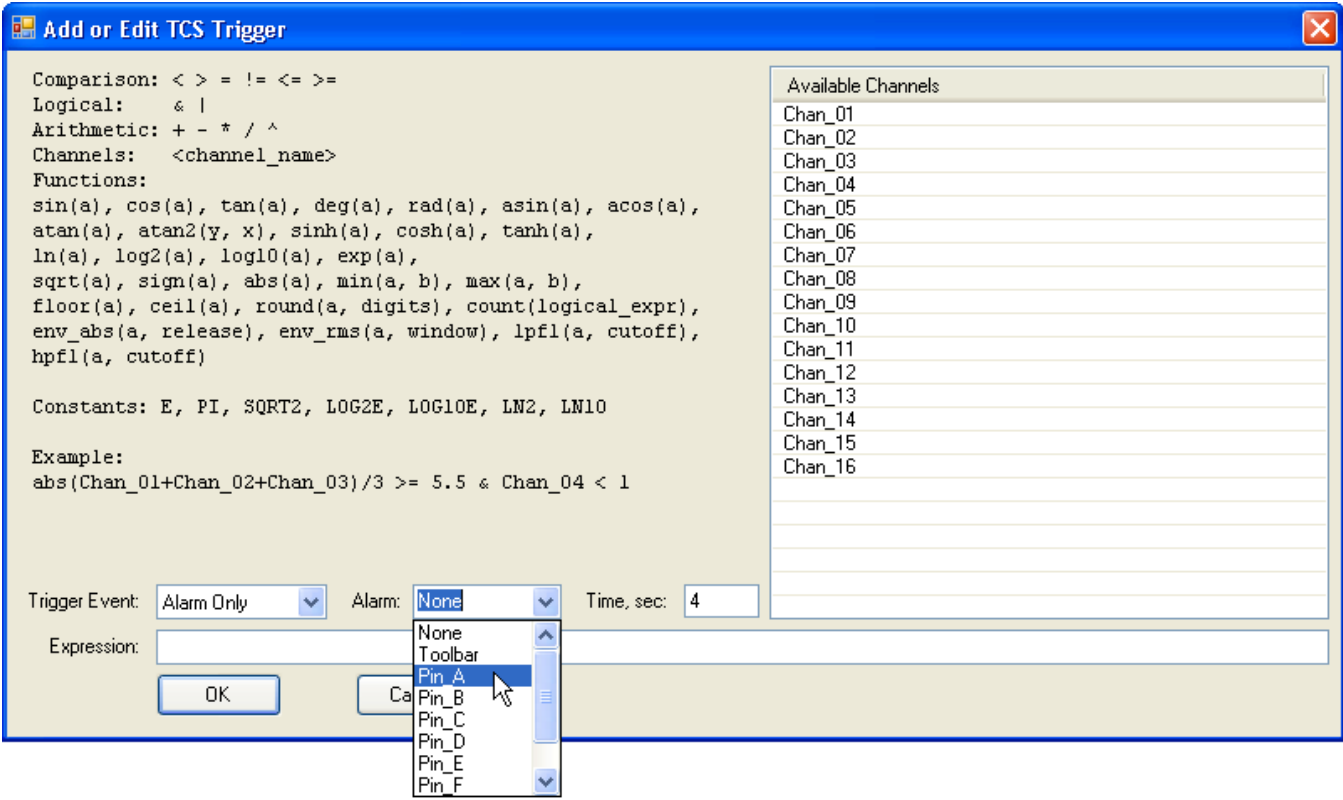 Add or Edit TCS Trigger
Comparison: < > = != <= >=
Logical: & |
Arithmetic: + - * / ^
Channels: <channel_name>
Functions:
sin(a), cos(a), tan(a), deg(a), rad(a), asin(a), acos(a),
atan(a), atan2(y, x), sinh(a), cosh(a), tanh(a),
ln(a), log2(a), log10(a), exp(a),
sqrt(a), sign(a), abs(a), min(a, b), max(a, b),
floor(a), ceil(a), round(a, digits), count(logical_expr),
env_abs(a, release), env_rms(a, window), lpf1(a, cutoff),
hpf1(a, cutoff)
Constants: E, PI, SQRT2, LOG2E, LOG10E, LN2, LN10
Example:
abs(Chan_01+Chan_02+Chan_03)/3 >= 5.5 & Chan_04 < 1
Available Channels
Chan_01
Chan_02
Chan_03
Chan_04
Chan_05
Chan_06
Chan_07
Chan_08
Chan_09
Chan_10
Chan_11
Chan_12
Chan_13
Chan_14
Chan_15
Chan_16
Trigger Event: Alarm Only Alarm: None Time, sec: 4
Expression:
None
Toolbar
Pin_A
Pin_B
Pin_C
Pin_D
Pin_E
Pin_F
OK
Ca